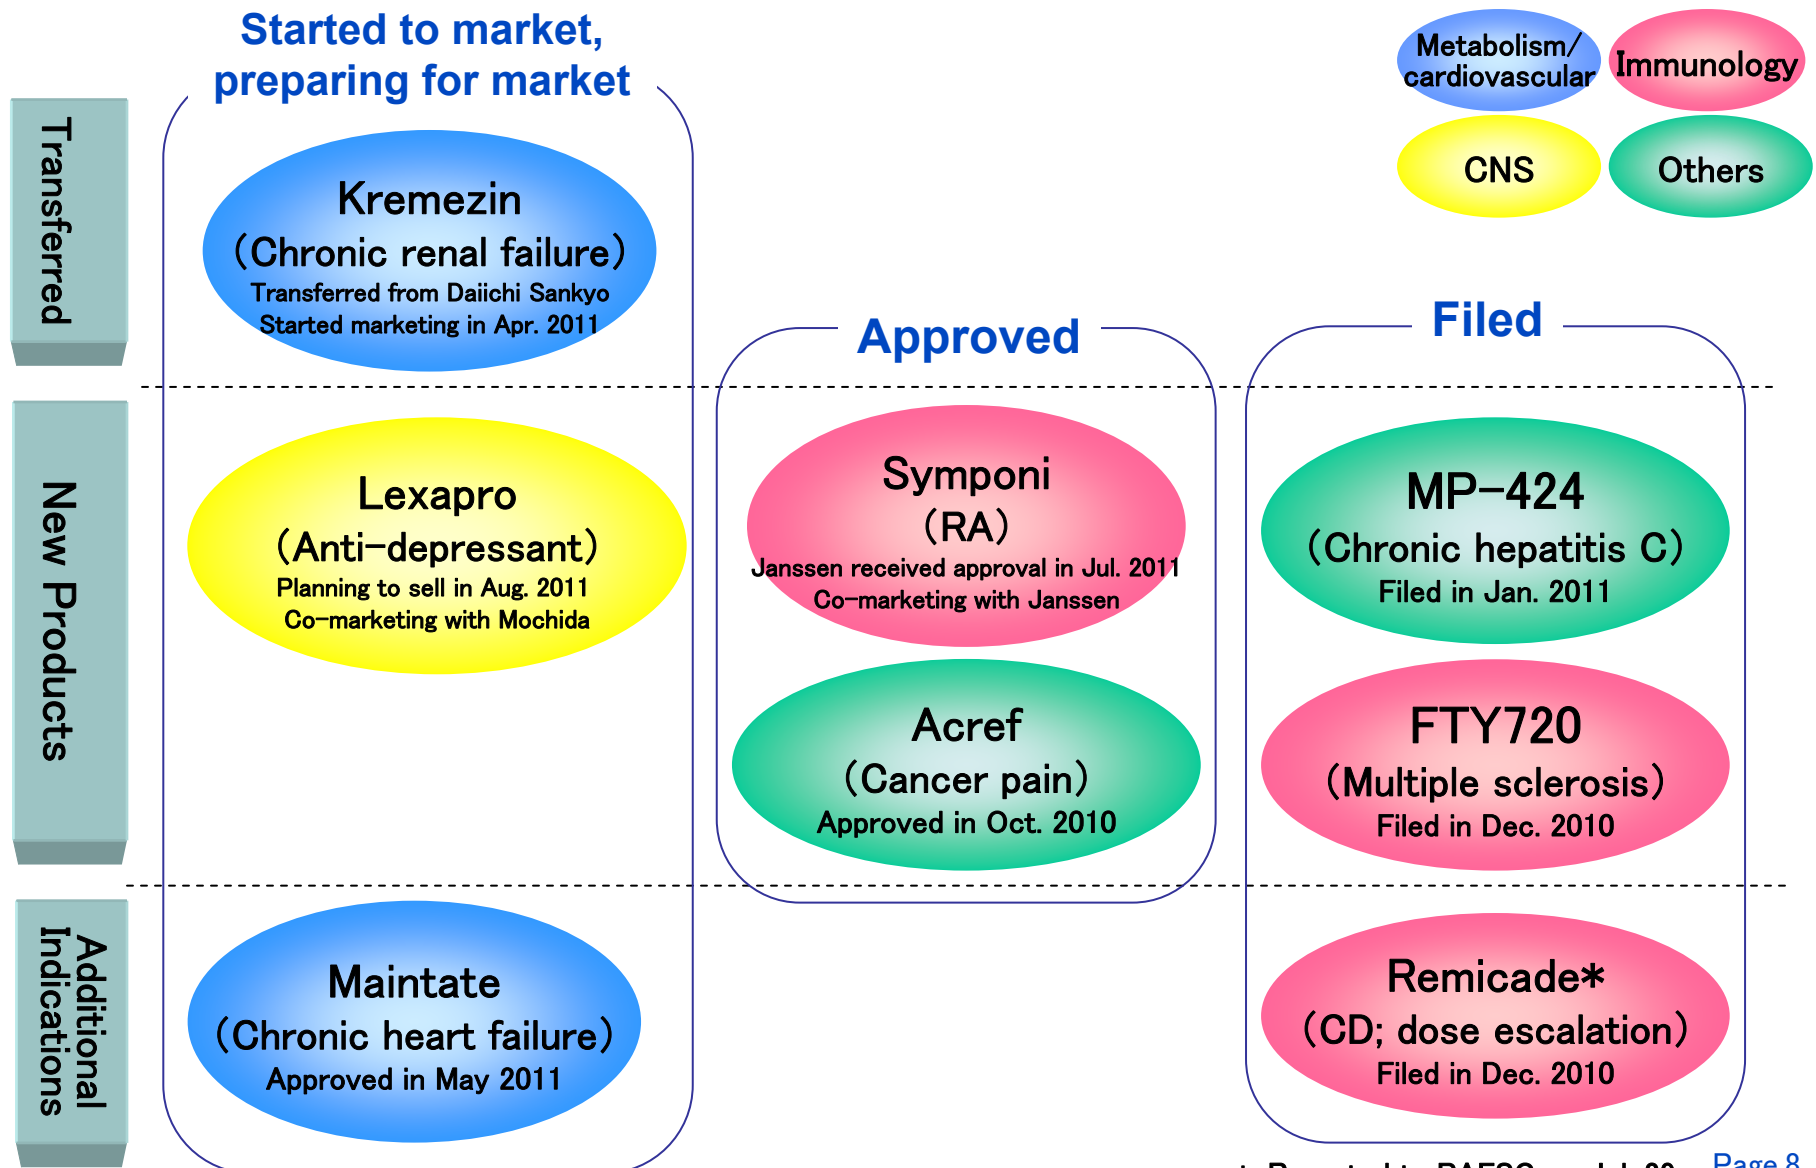 Started to market,
preparing for market
Metabolism/
cardiovascular
Immunology
CNS
Others
Transferred
Kremezin
(Chronic renal failure)
Transferred from Daiichi Sankyo
Started marketing in Apr. 2011
Approved
Filed
New Products
Lexapro
(Anti-depressant)
Planning to sell in Aug. 2011
Co-marketing with Mochida
Symponi
(RA)
Janssen received approval in Jul. 2011
Co-marketing with Janssen
MP-424
(Chronic hepatitis C)
Filed in Jan. 2011
Acref
(Cancer pain)
Approved in Oct. 2010
FTY720
(Multiple sclerosis)
Filed in Dec. 2010
Additional
Indications
Maintate
(Chronic heart failure)
Approved in May 2011
Remicade*
(CD; dose escalation)
Filed in Dec. 2010
Page 8